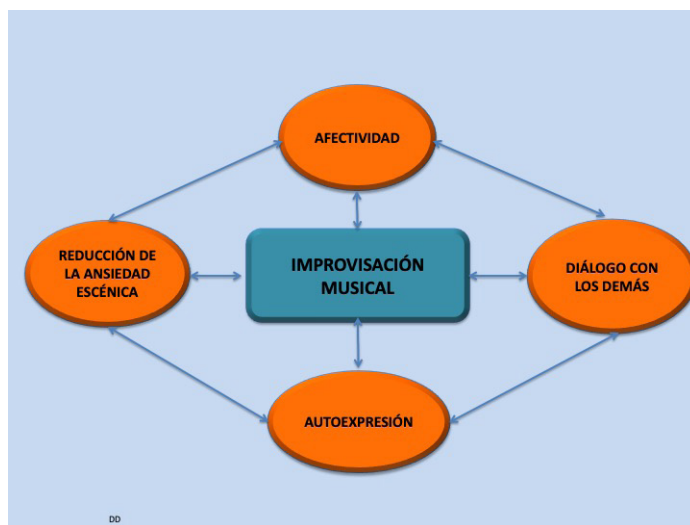 AFECTIVIDAD
REDUCCIÓN DE
LA ANSIEDAD
ESCÉNICA
IMPROVISACIÓN
MUSICAL
DIÁLOGO CON
LOS DEMÁS
AUTOEXPRESIÓN
DD